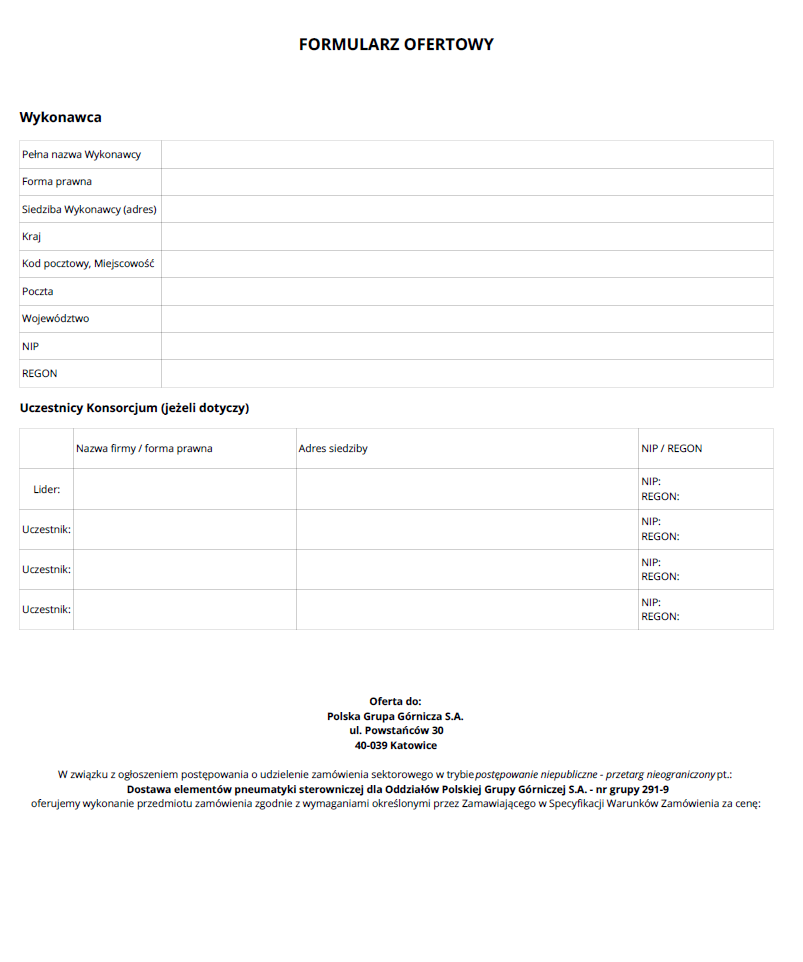 FORMULARZ OFERTOWY
Wykonawca
Pełna nazwa Wykonawcy
Forma prawna
Siedziba Wykonawcy (adres)
Kraj
Kod pocztowy, Miejscowość
Poczta
Województwo
NIP
REGON
Uczestnicy Konsorcjum (jeżeli dotyczy)
Nazwa firmy / forma prawna Adres siedziby NIP / REGON
Lider: NIP:
REGON:
Uczestnik: NIP:
REGON:
Uczestnik: NIP:
REGON:
Uczestnik: NIP:
REGON:
Oferta do:
Polska Grupa Górnicza S.A.
ul. Powstańców 30
40-039 Katowice
W związku z ogłoszeniem postępowania o udzielenie zamówienia sektorowego w trybie postępowanie niepubliczne - przetarg nieograniczony pt.:
Dostawa elementów pneumatyki sterowniczej dla Oddziałów Polskiej Grupy Górniczej S.A. - nr grupy 291-9
oferujemy wykonanie przedmiotu zamówienia zgodnie z wymaganiami określonymi przez Zamawiającego w Specyfikacji Warunków Zamówienia za cenę: